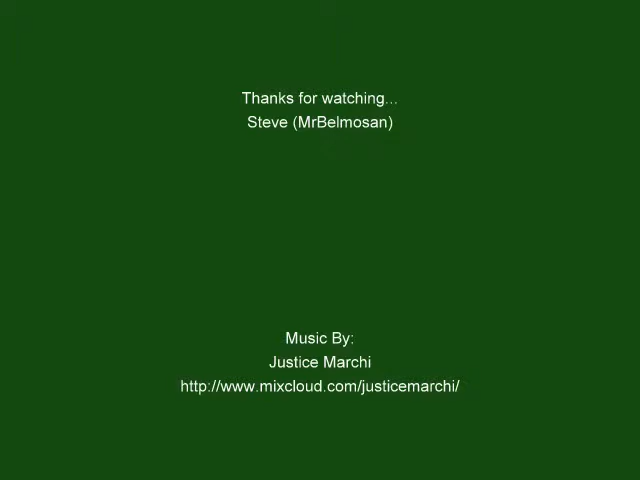 Thanks for watching...
Steve (MrBelmosan)
Music By:
Justice Marchi
http://www.mixcloud.com/justicemarchi/